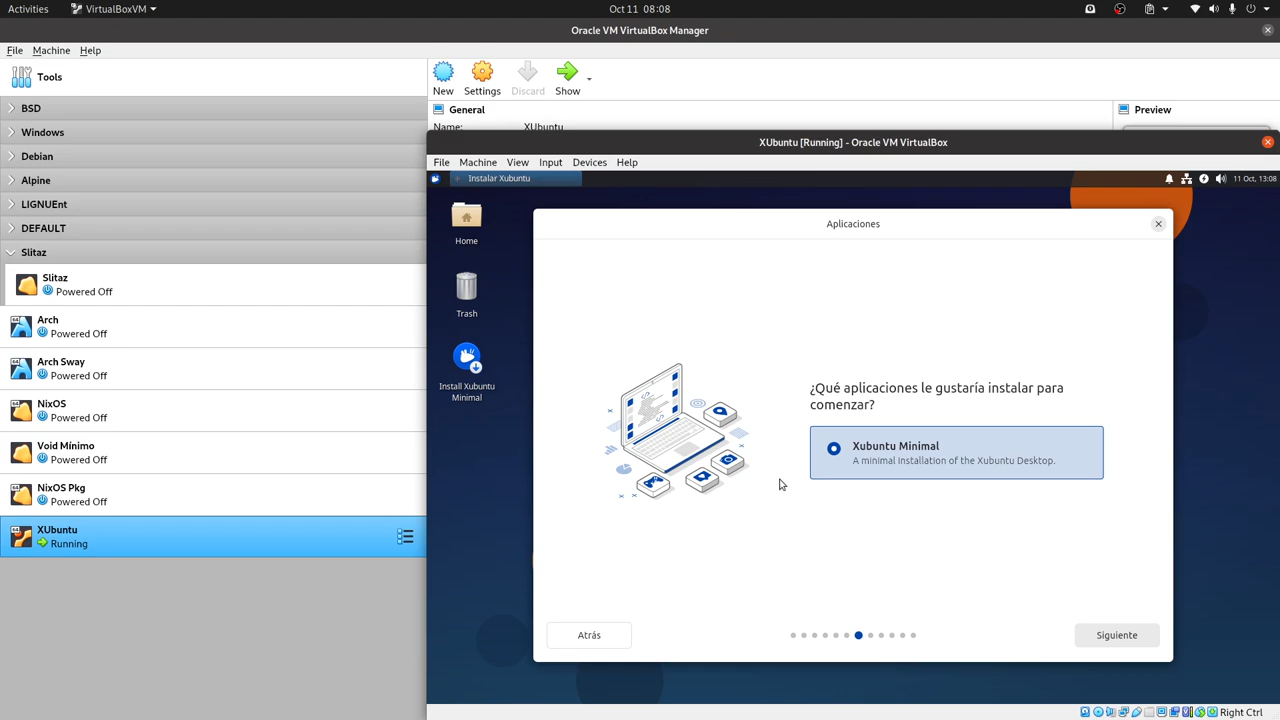 Activities
VirtualBoxVM
Oct 11 08:08
Oracle VM VirtualBox Manager
File Machine Help
Tools
New Settings Discard Show
BSD
Windows
Debian
Alpine
LIGNUEnt
DEFAULT
Slitaz
Slitaz
Powered Off
Arch
Powered Off
Arch Sway
Powered Off
NixOS
Powered Off
Void Mínimo
Powered Off
NixOS Pkg
Powered Off
XUbuntu
Running
General
Preview
Name: XUbuntu
XUbuntu [Running] - Oracle VM VirtualBox
File Machine View Input Devices Help
Instalar Xubuntu
11 Oct, 13:08
Home
Trash
Install Xubuntu
Minimal
Aplicaciones
¿Qué aplicaciones le gustaría instalar para
comenzar?
Xubuntu Minimal
A minimal installation of the Xubuntu Desktop.
Atrás
Siguiente
Right Ctrl